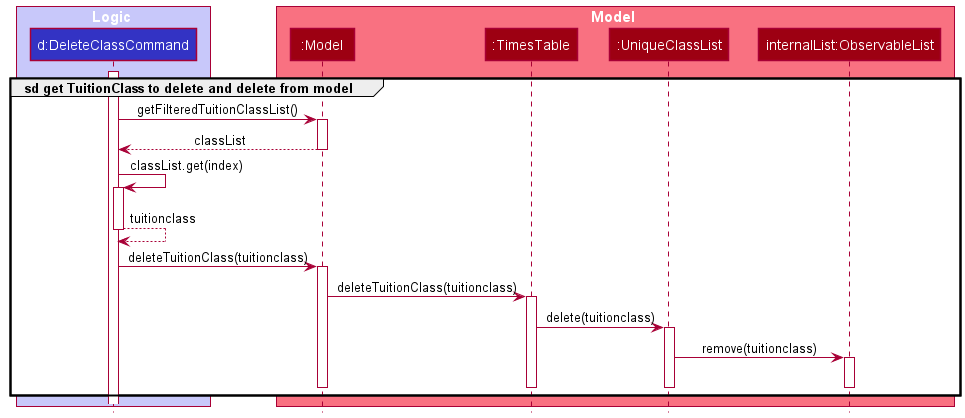 Logic
Model
d:DeleteClassCommand
:Model
:TimesTable
:UniqueClassList
internalList:ObservableList
sd get TuitionClass to delete and delete from model
getFilteredTuitionClassList()
classList
classList.get(index)
tuitionclass
deleteTuitionClass(tuitionclass)
deleteTuitionClass(tuitionclass)
delete(tuitionclass)
remove(tuitionclass)